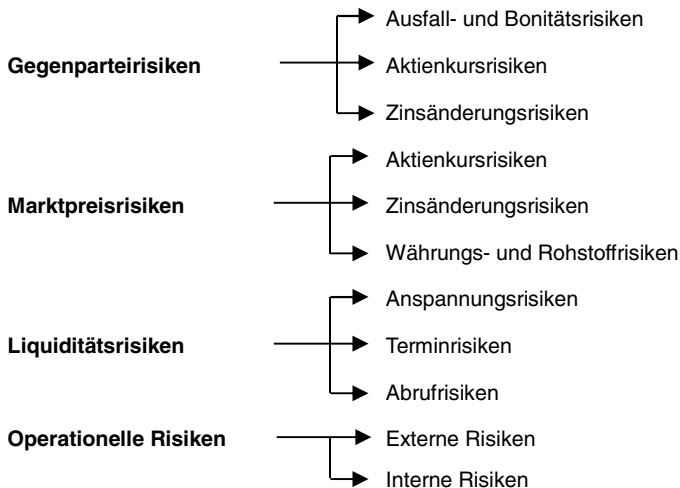 Ausfall- und Bonitätsrisiken
Gegenparteirisiken
Aktienkursrisiken
Zinsänderungsrisiken
Aktienkursrisiken
Marktpreisrisiken
Zinsänderungsrisiken
Währungs- und Rohstoffrisiken
Anspannungsrisiken
Liquiditätsrisiken
Terminrisiken
Abrufrisiken
Operationelle Risiken
Externe Risiken
Interne Risiken